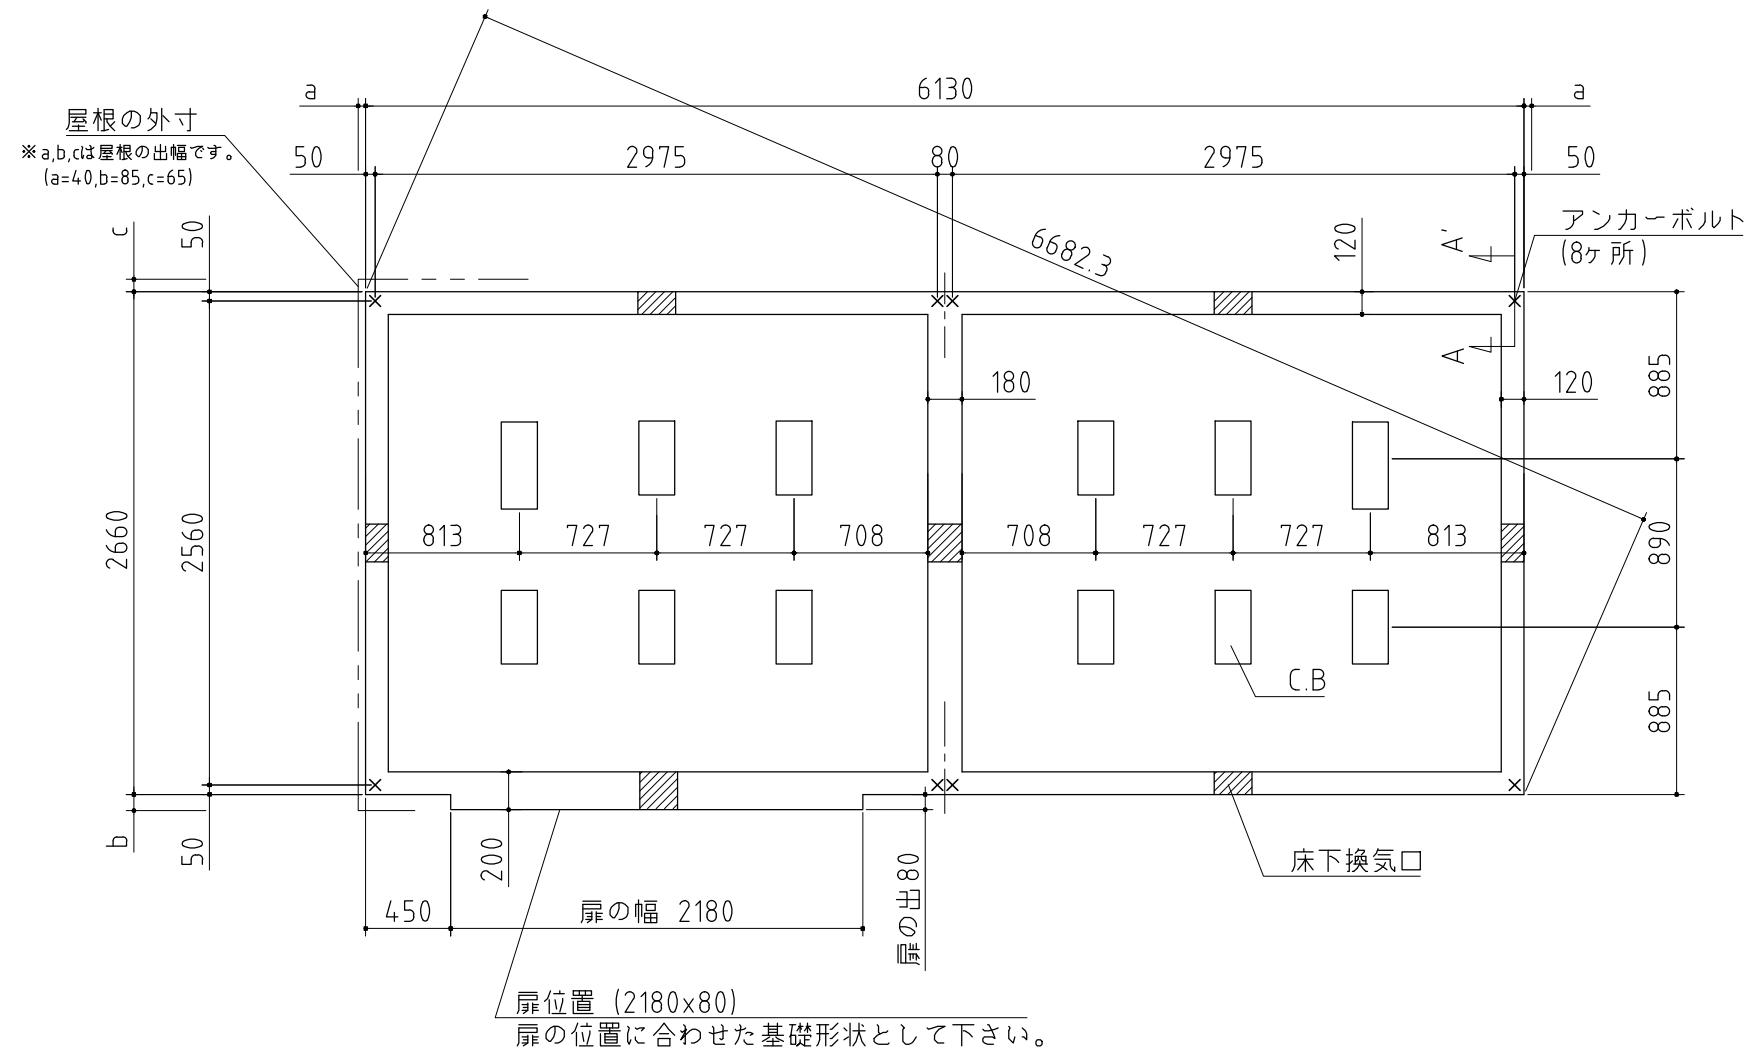 6130
a
a
屋根の外寸
※a,b,cは屋根の出幅です。
(a=40,b=85,c=65)
50
2975
80
2975
50
c
50
6682.3
120
A'
アンカーボルト
(8ヶ所)
A
180
120
885
2660
2560
813
727
727
708
708
727
727
813
890
C.B
885
b
50
200
扉の出80
床下換気口
450
扉の幅 2180
扉位置 (2180x80)
扉の位置に合わせた基礎形状として下さい。